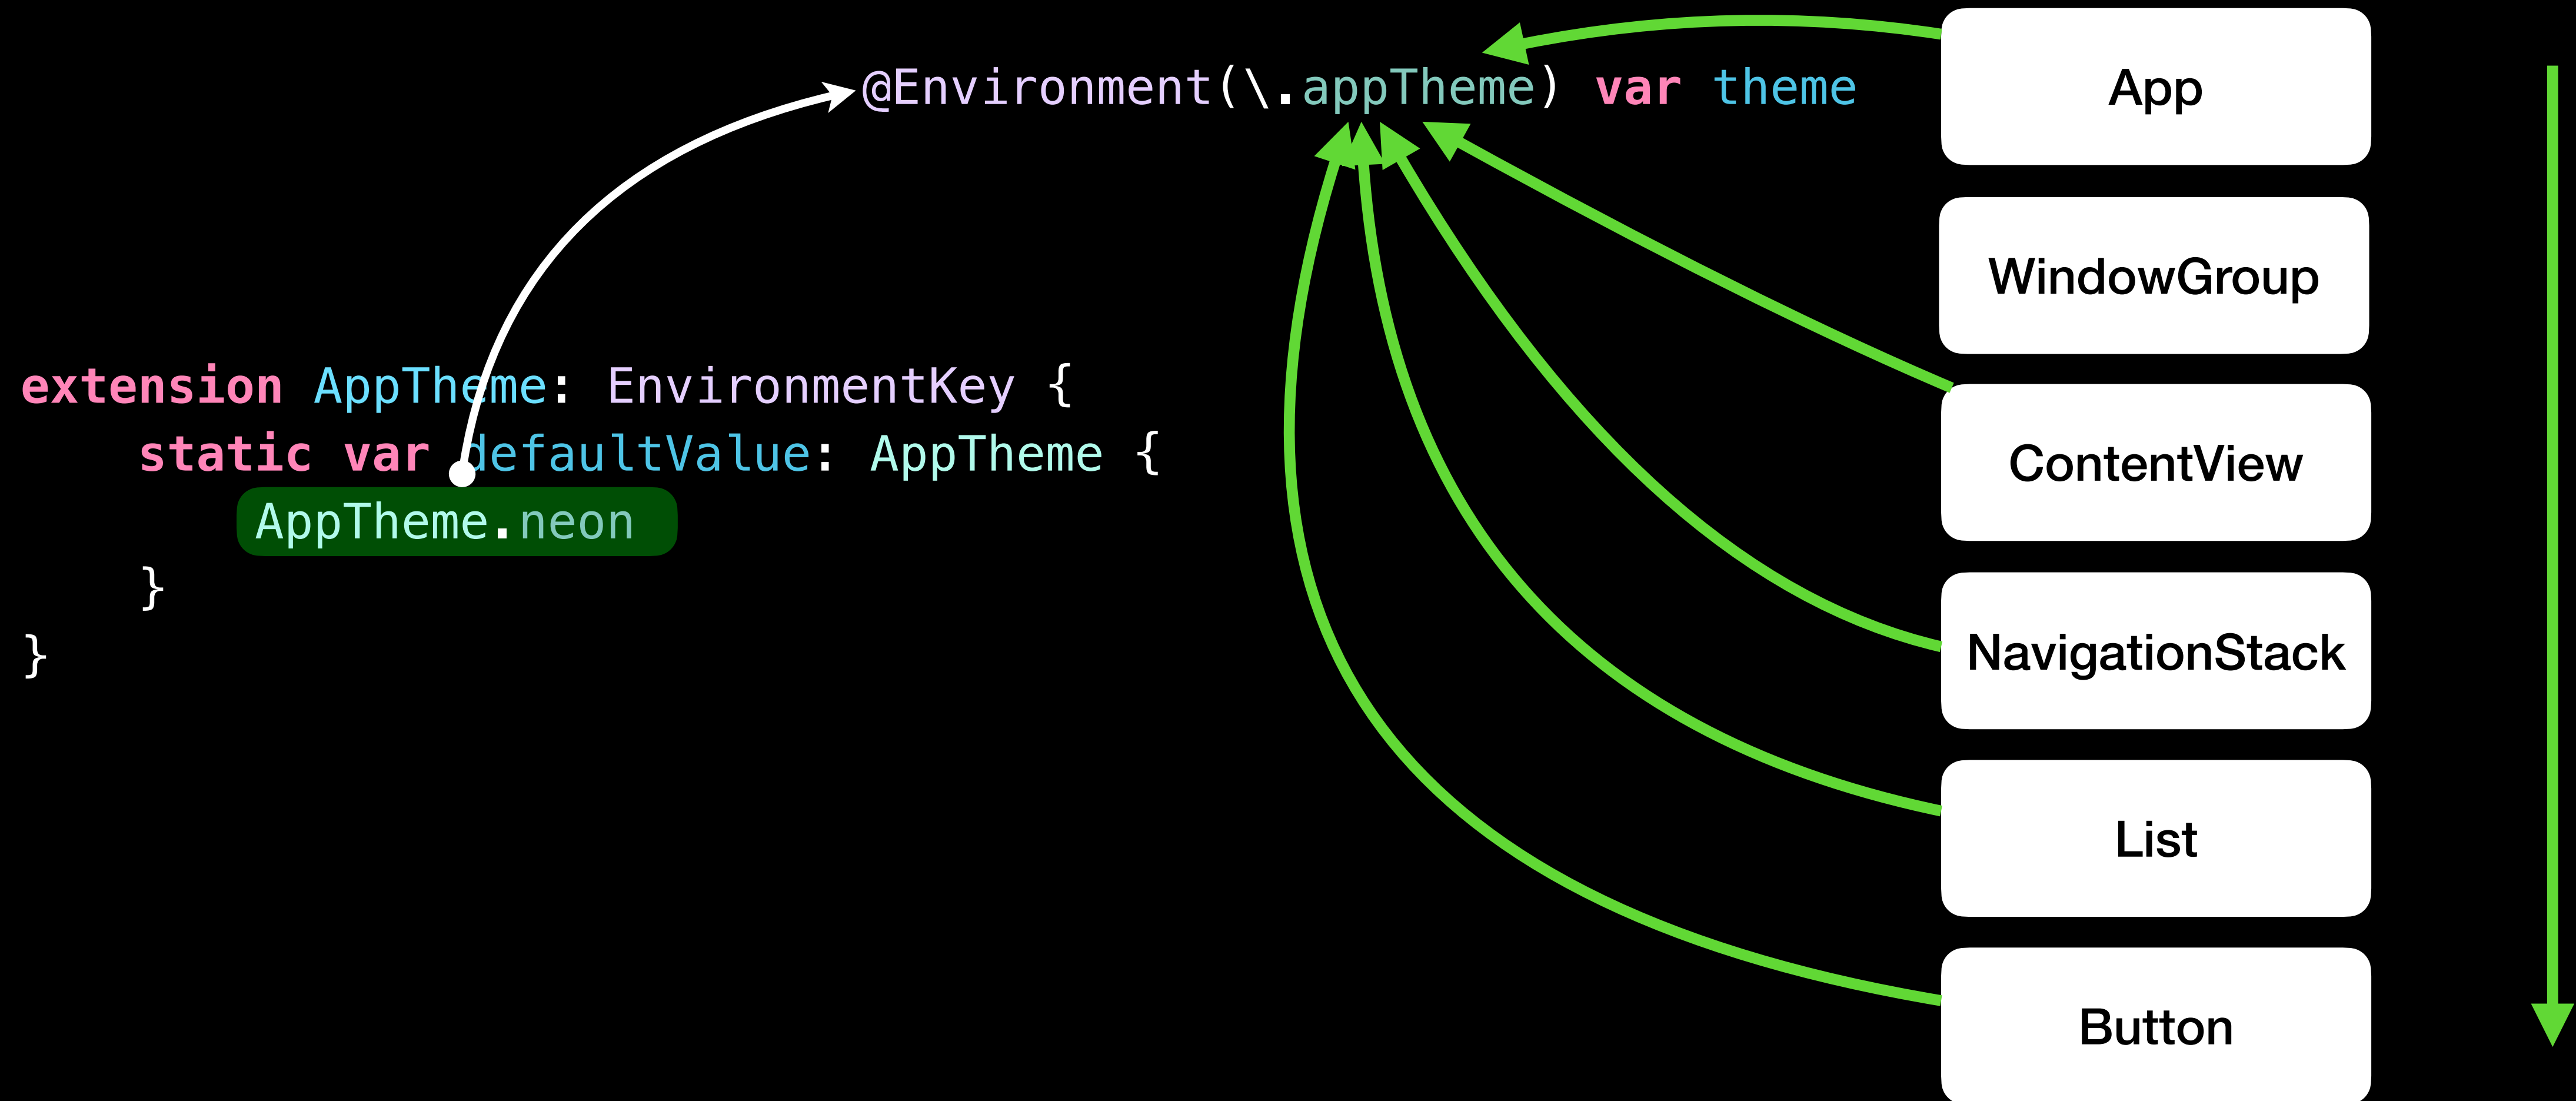 @Environment(\.appTheme) var theme
extension AppTheme: EnvironmentKey {
    static var defaultValue: AppTheme {
        AppTheme.neon
    }
}
App
WindowGroup
ContentView
NavigationStack
List
Button